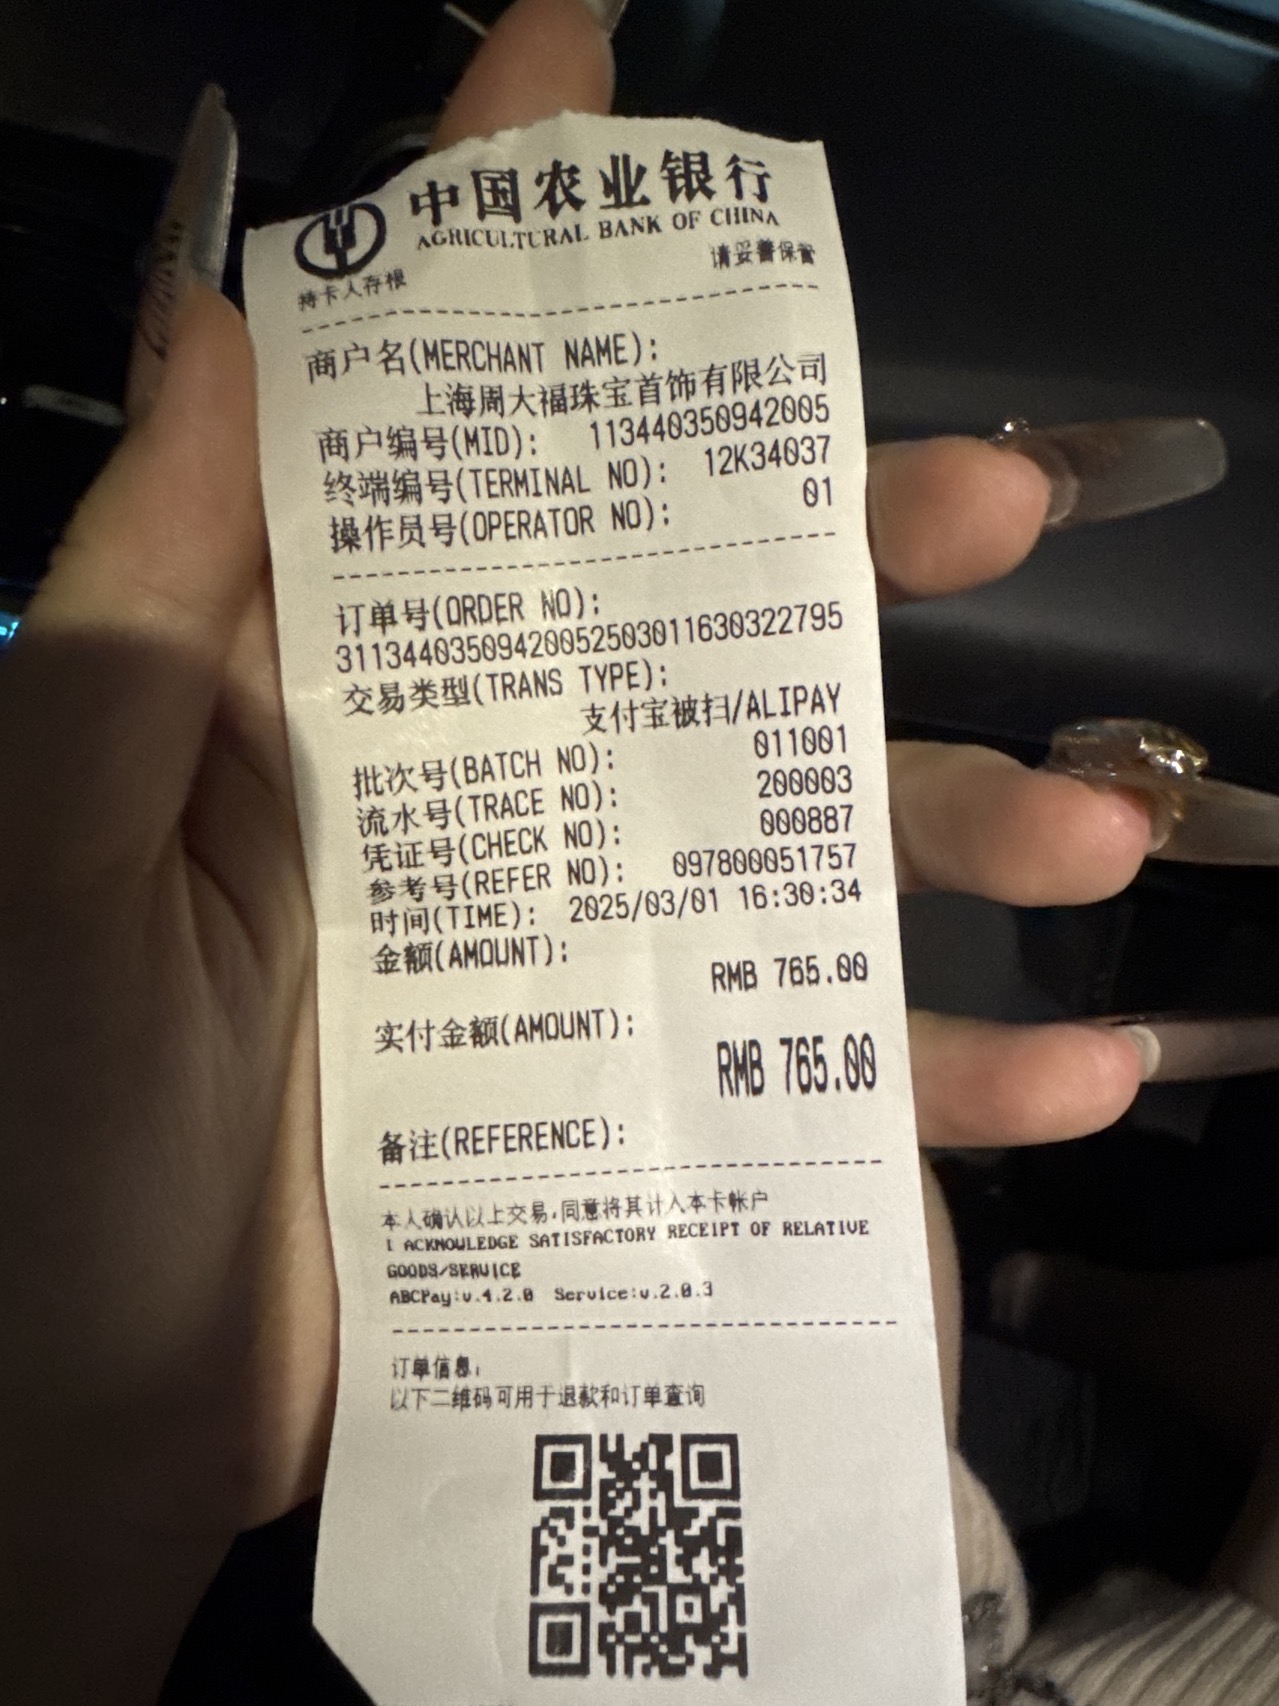 中国农业银行
AGRICULTURAL BANK OF CHINA
持卡人存根 请妥善保管
商户名(MERCHANT NAME):
上海周大福珠宝首饰有限公司
商户编号(MID): 113440350942005
终端编号(TERMINAL NO): 12K34037
操作员号(OPERATOR NO): 01
订单号(ORDER NO):
31134403509420052503011630322795
交易类型(TRANS TYPE):
支付宝被扫/ALIPAY
批次号(BATCH NO): 011001
流水号(TRACE NO): 200003
凭证号(CHECK NO): 000887
参考号(REFER NO): 097800051757
时间(TIME): 2025/03/01 16:30:34
金额(AMOUNT):
RMB 765.00
实付金额(AMOUNT):
RMB 765.00
备注(REFERENCE):
本人确认以上交易,同意将其计入本卡帐户
I ACKNOWLEDGE SATISFACTORY RECEIPT OF RELATIVE
GOODS/SERVICE
ABCPay:v.4.2.0 Service:v.2.0.3
订单信息:
以下二维码可用于退款和订单查询